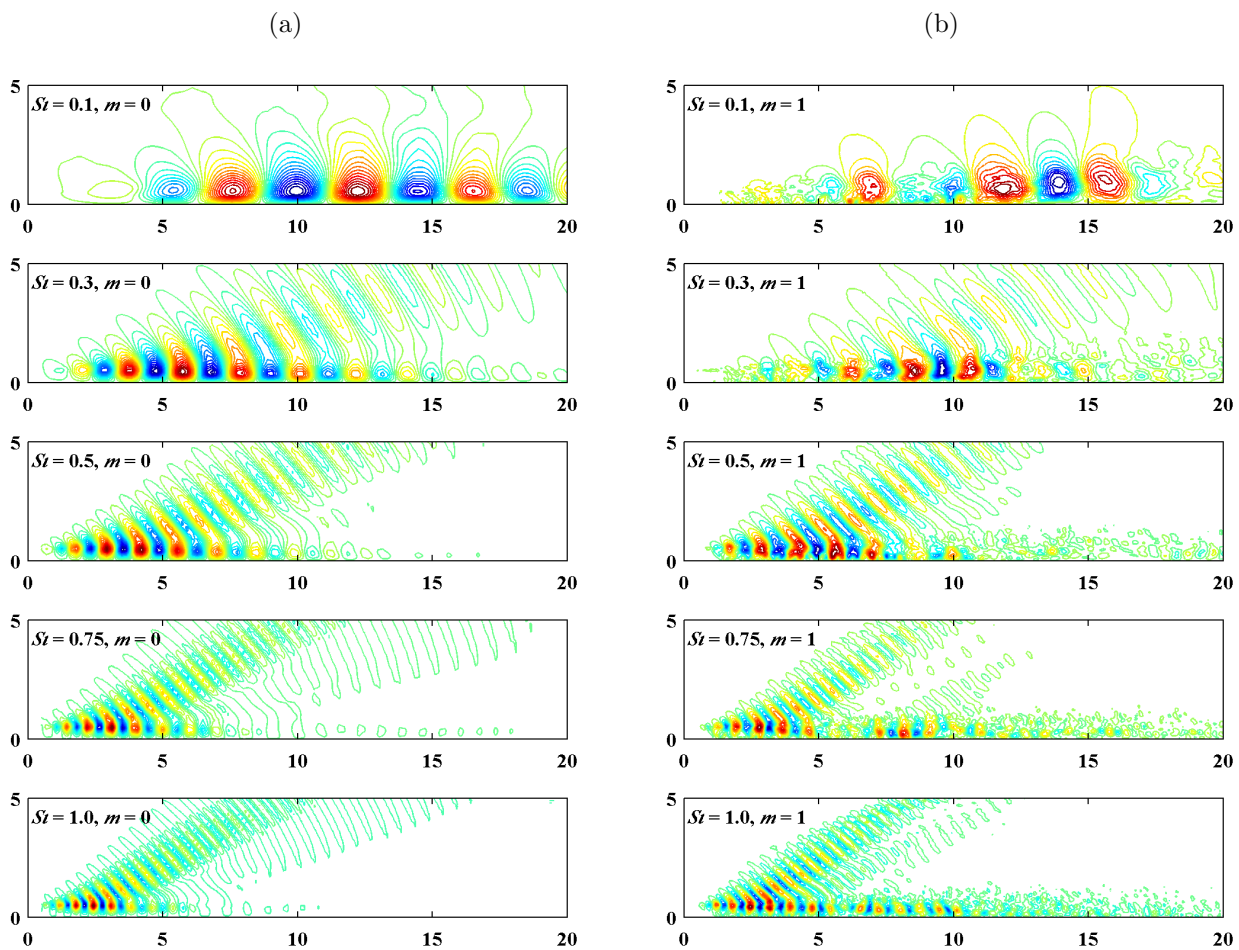 (a)
(b)
5
St = 0.1, m = 0
0
0 5 10 15 20
5
St = 0.1, m = 1
0
0 5 10 15 20
5
St = 0.3, m = 0
0
0 5 10 15 20
5
St = 0.3, m = 1
0
0 5 10 15 20
5
St = 0.5, m = 0
0
0 5 10 15 20
5
St = 0.5, m = 1
0
0 5 10 15 20
5
St = 0.75, m = 0
0
0 5 10 15 20
5
St = 0.75, m = 1
0
0 5 10 15 20
5
St = 1.0, m = 0
0
0 5 10 15 20
5
St = 1.0, m = 1
0
0 5 10 15 20